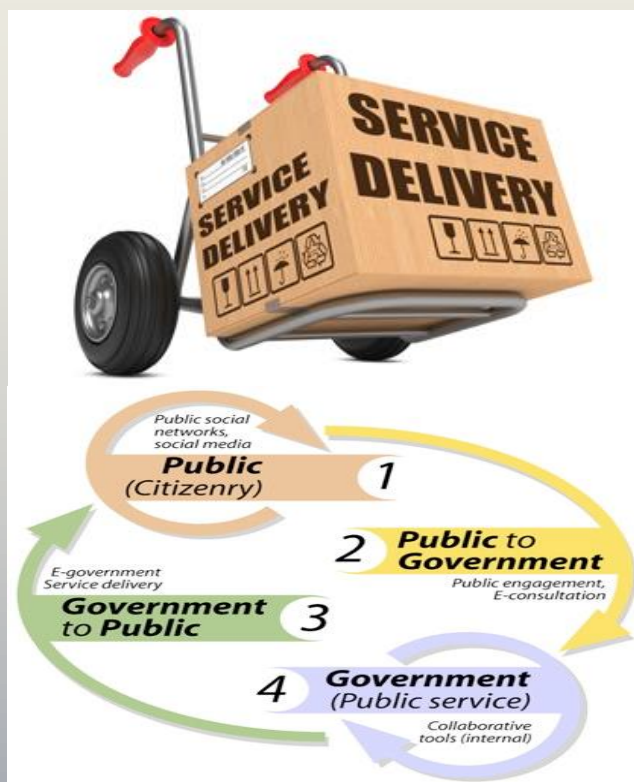 SERVICE
DELIVERY
SERVICE
DELIVERY
Public social
networks,
social media
Public
(Citizenry)
1
2
Public to
Government
Public engagement,
E-consultation
E-government
Service delivery
Government
to Public
3
4
Government
(Public service)
Collaborative
tools (internal)